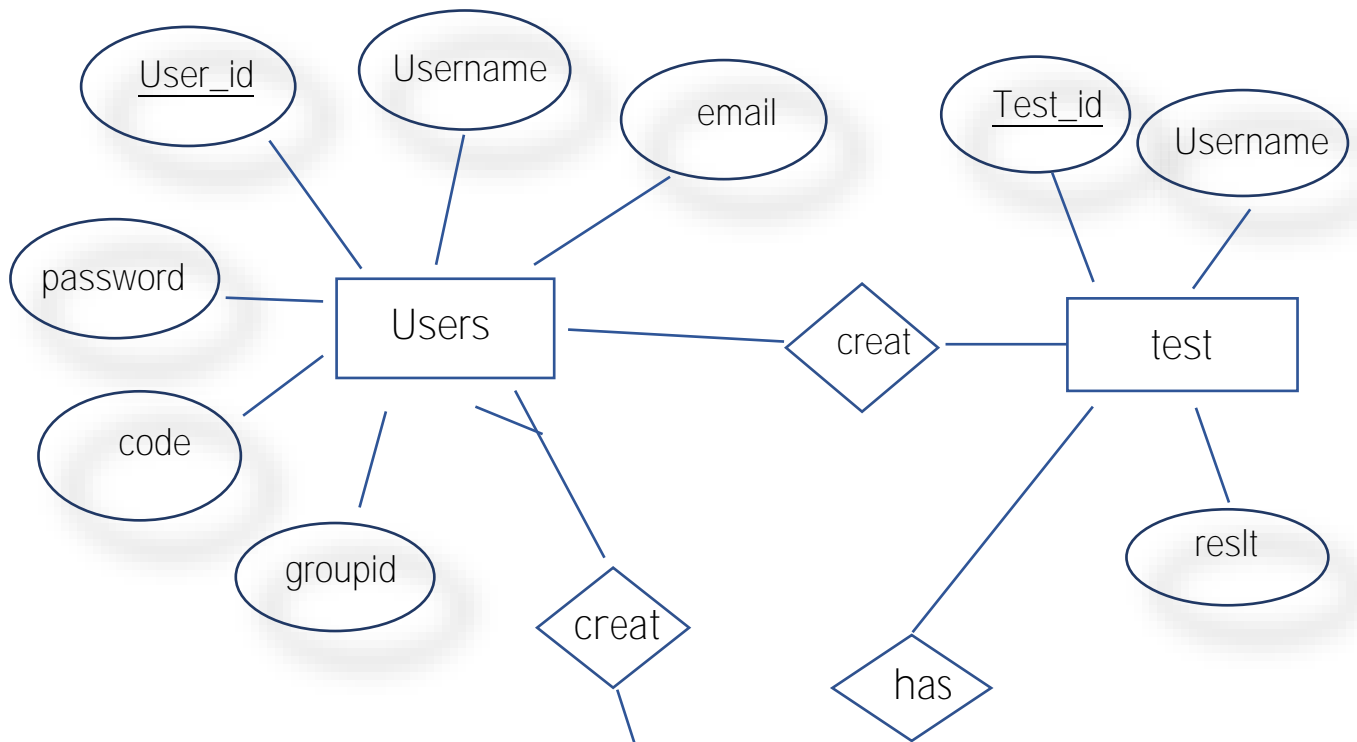 User_id
Username
email
Test_id
Username
password
Users
creat
test
code
groupid
reslt
creat
has